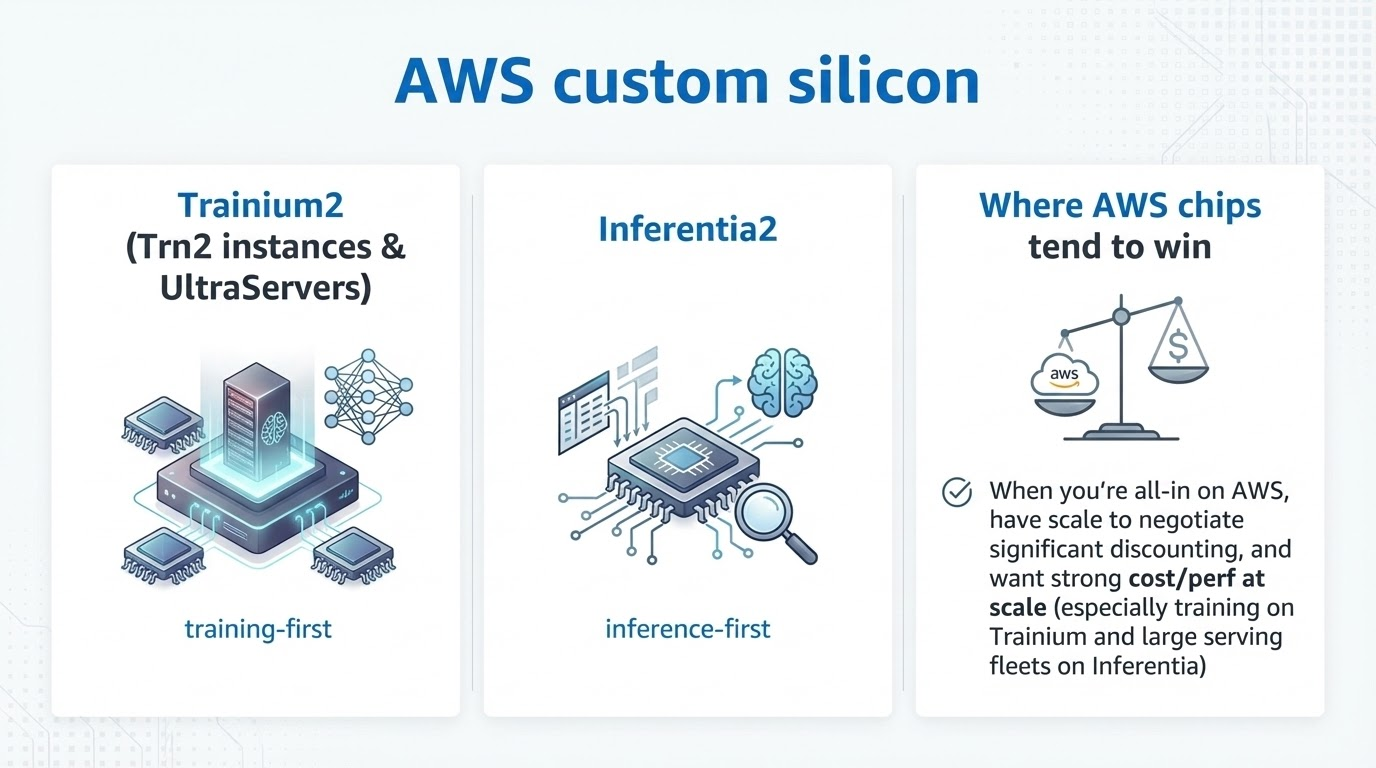 AWS custom silicon
Trainium2
(Trn2 instances &
UltraServers)
training-first
Inferentia2
inference-first
Where AWS chips
tend to win
aws
$
When you’re all-in on AWS,
have scale to negotiate
significant discounting, and
want strong cost/perf at
scale (especially training on
Trainium and large serving
fleets on Inferentia)